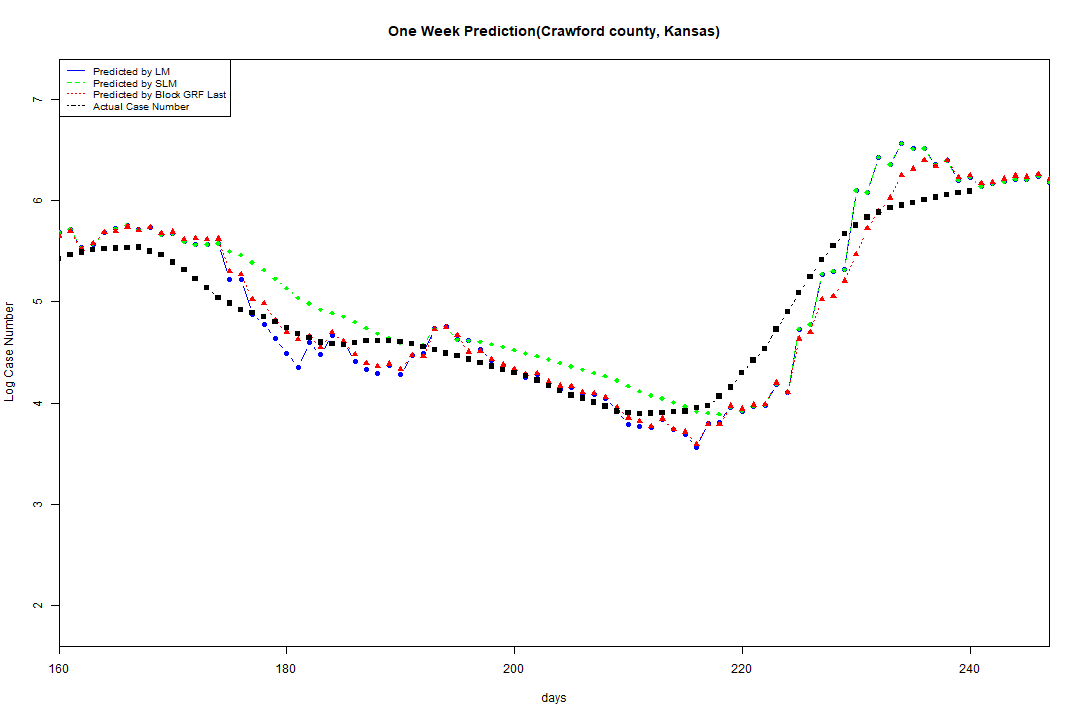 One Week Prediction(Crawford county, Kansas)
Predicted by LM
Predicted by SLM
Predicted by Block GRF Last
Actual Case Number
7
6
5
4
3
2
Log Case Number
160 180 200 220 240
days